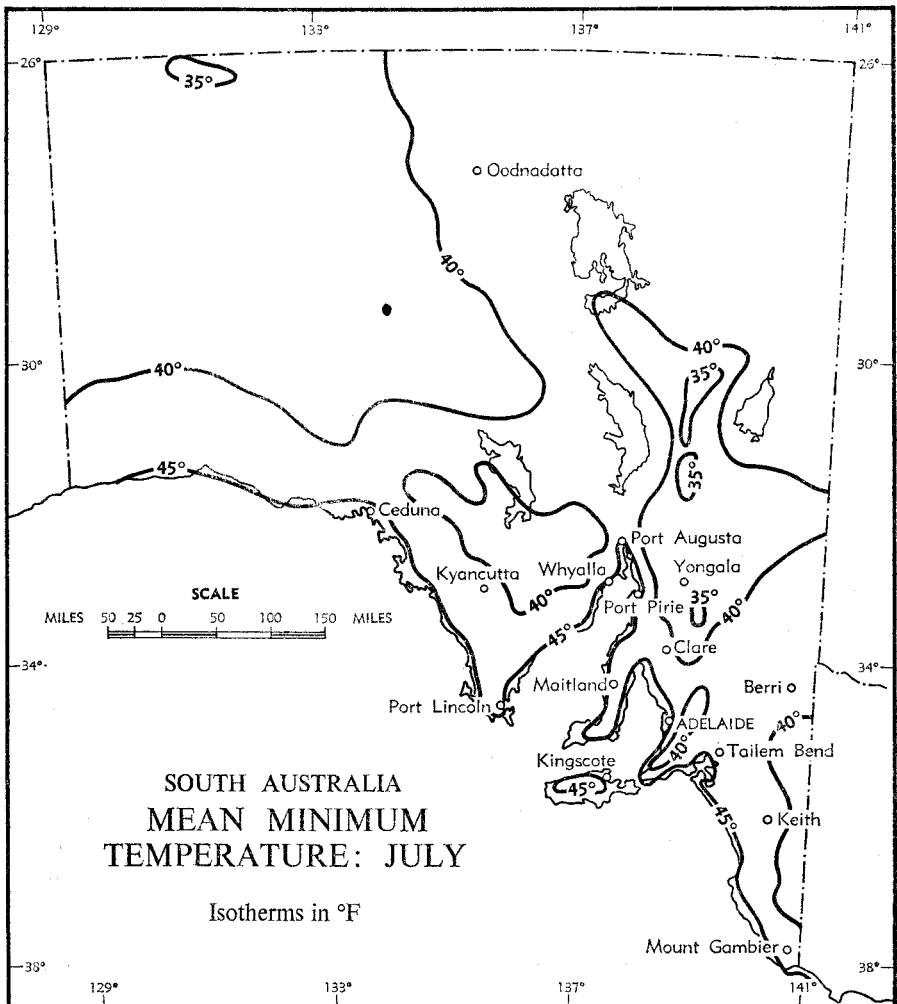 129° 133° 137° 141°
26° 26°
35°
Oodnadatta
40°
30° 40° 40° 30°
35°
45° 35°
Ceduna
Port Augusta
Kyancutta Whyalla Yongala
SCALE
40° 35°
MILES 50 25 0 50 100 150 MILES
Port Pirie 40°
45°
Clare
34° 34°
Maitland Berri
Port Lincoln 40°
ADELAIDE
40° Tailem Bend
Kingscote
SOUTH AUSTRALIA 45°
MEAN MINIMUM 45° Keith
TEMPERATURE: JULY
Isotherms in °F
Mount Gambier
38° 38°
129° 133° 137° 141°